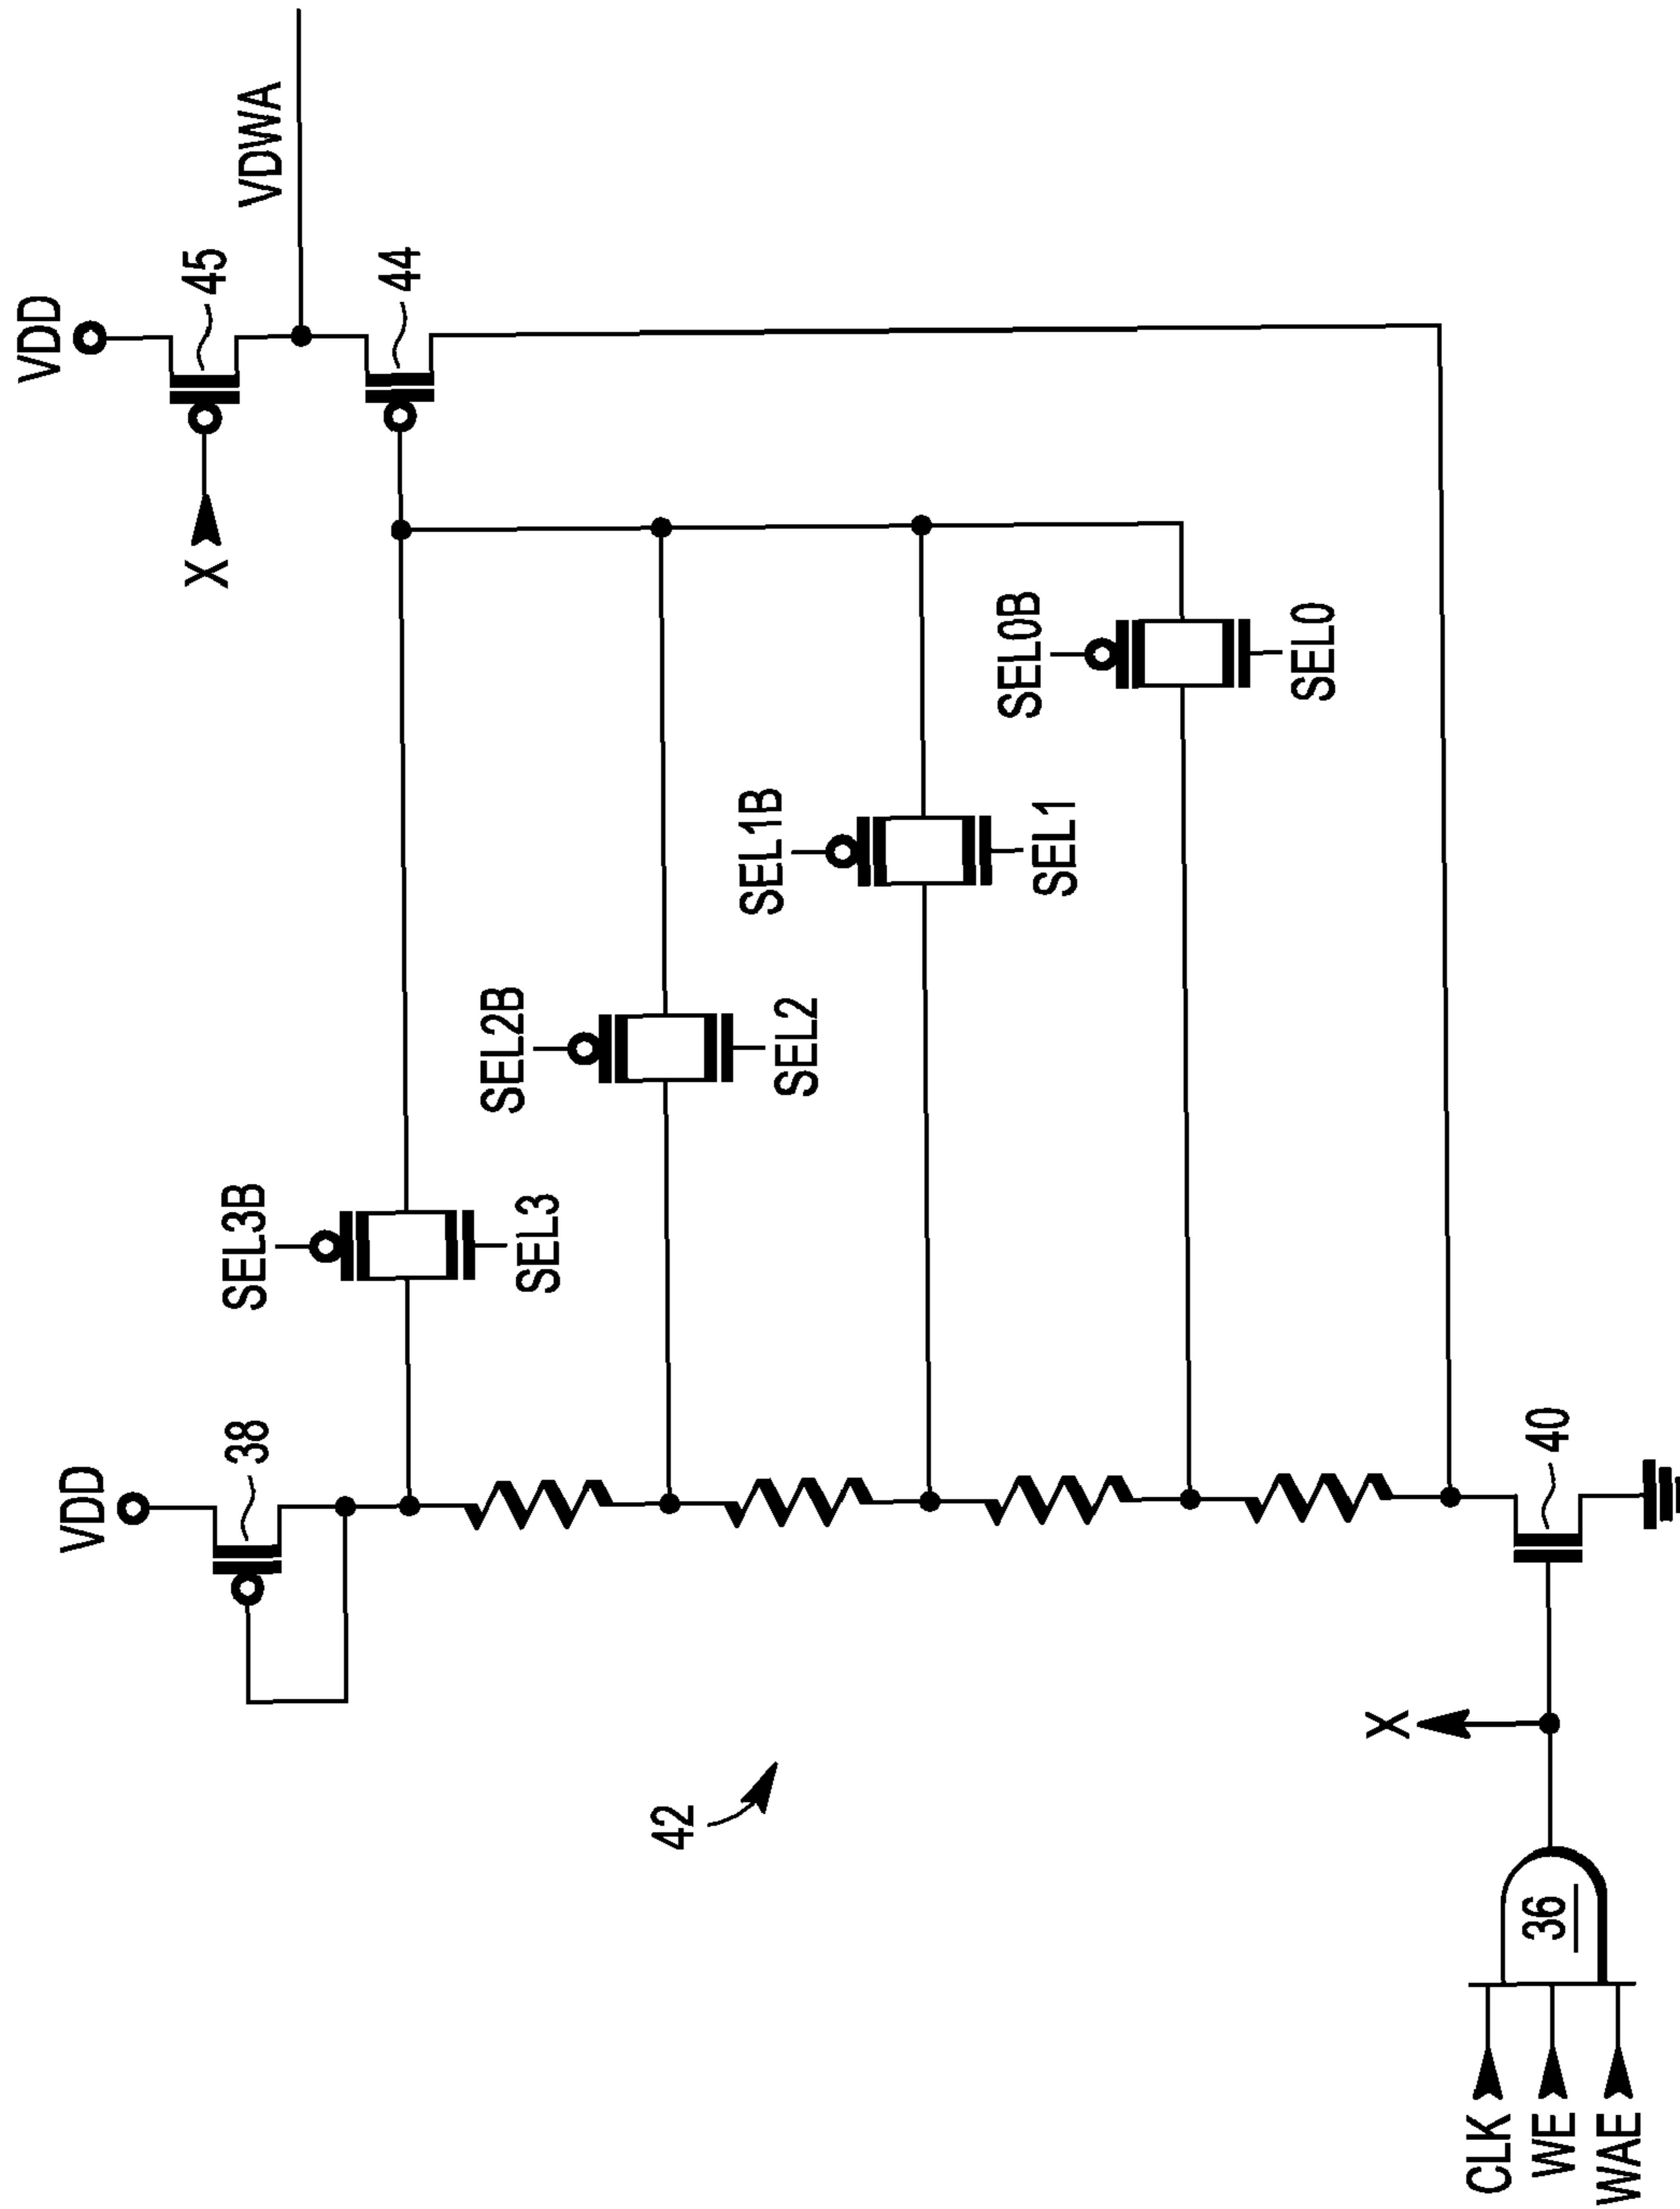 VDD
45
VDWA
X
44
VDD
38
SEL3B
SEL3
SEL2B
SEL2
SEL1B
SEL1
SEL0B
SEL0
42
X
40
CLK
WE
WAE
36